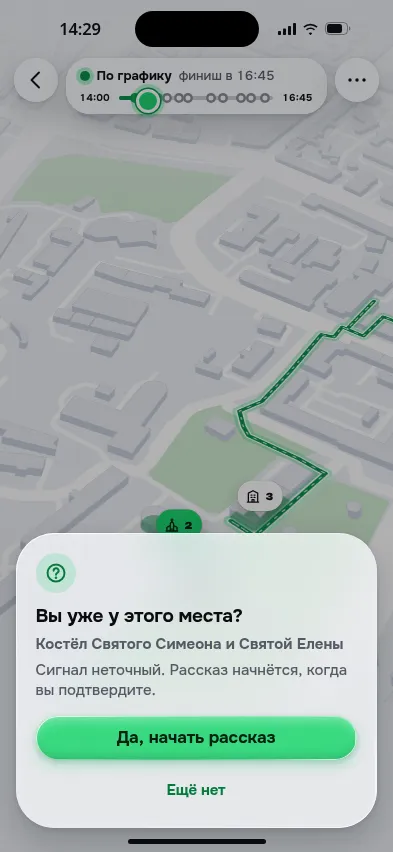 14:29
По графику финиш в 16:45
14:00 16:45
3
2
Вы уже у этого места?
Костёл Святого Симеона и Святой Елены
Сигнал неточный. Рассказ начнётся, когда
вы подтвердите.
Да, начать рассказ
Ещё нет